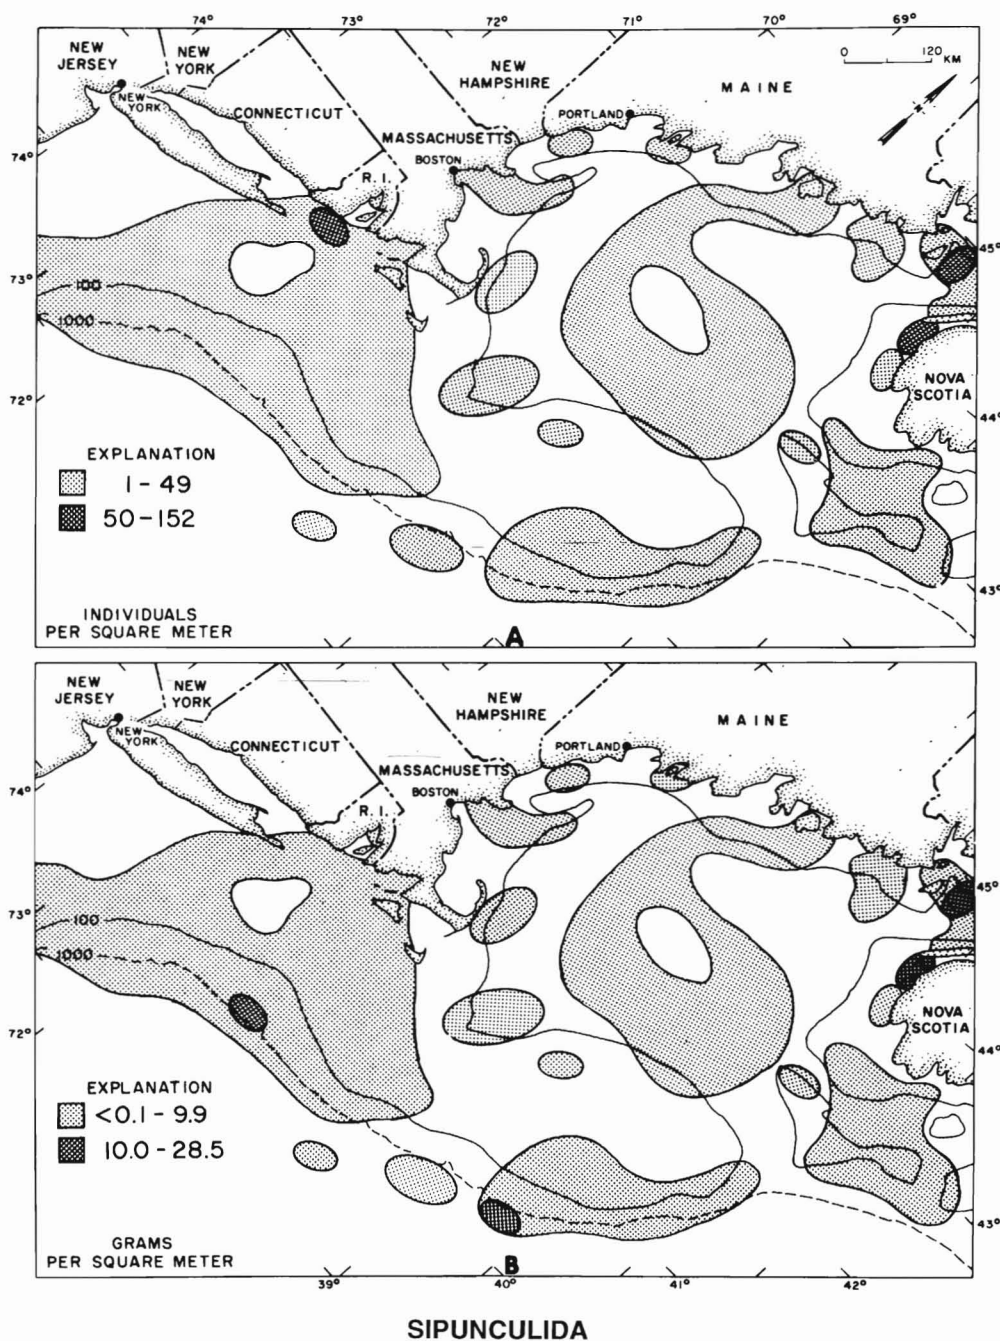 74° 73° 72° 71° 70° 69°
NEW
JERSEY
NEW
YORK
NEW
YORK
CONNECTICUT
NEW
HAMPSHIRE
MAINE
0 120 KM
PORTLAND
MASSACHUSETTS
BOSTON
R. I.
74°
73°
45°
100
1000
72°
NOVA
SCOTIA
44°
EXPLANATION
1 - 49
50 - 152
43°
INDIVIDUALS
PER SQUARE METER
A
NEW
JERSEY
NEW
YORK
NEW
YORK
CONNECTICUT
NEW
HAMPSHIRE
MAINE
PORTLAND
MASSACHUSETTS
BOSTON
R. I.
74°
73°
45°
100
1000
72°
NOVA
SCOTIA
44°
EXPLANATION
<0.1 - 9.9
10.0 - 28.5
43°
GRAMS
PER SQUARE METER
B
39° 40° 41° 42°
SIPUNCULIDA